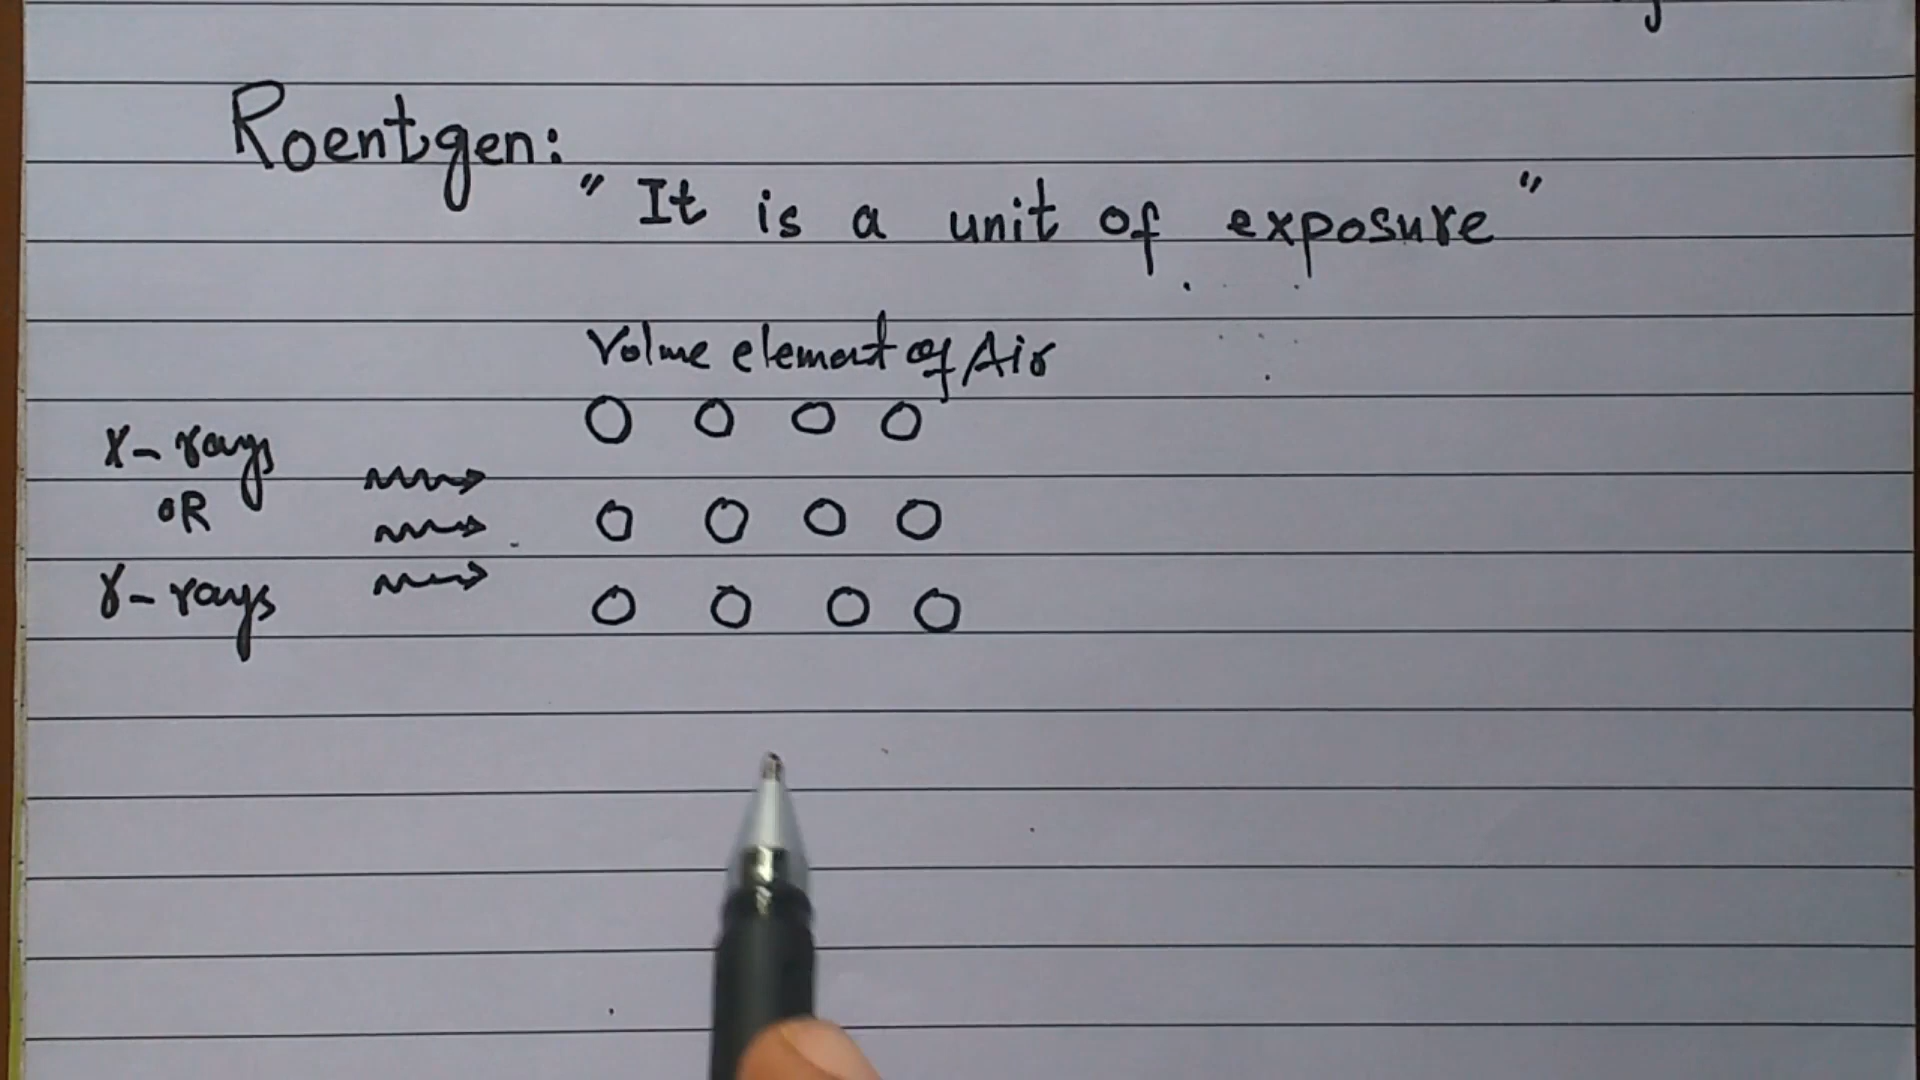 Roentgen:
" It is a unit of exposure "
Volme element of Air
X- rays
OR
γ- rays